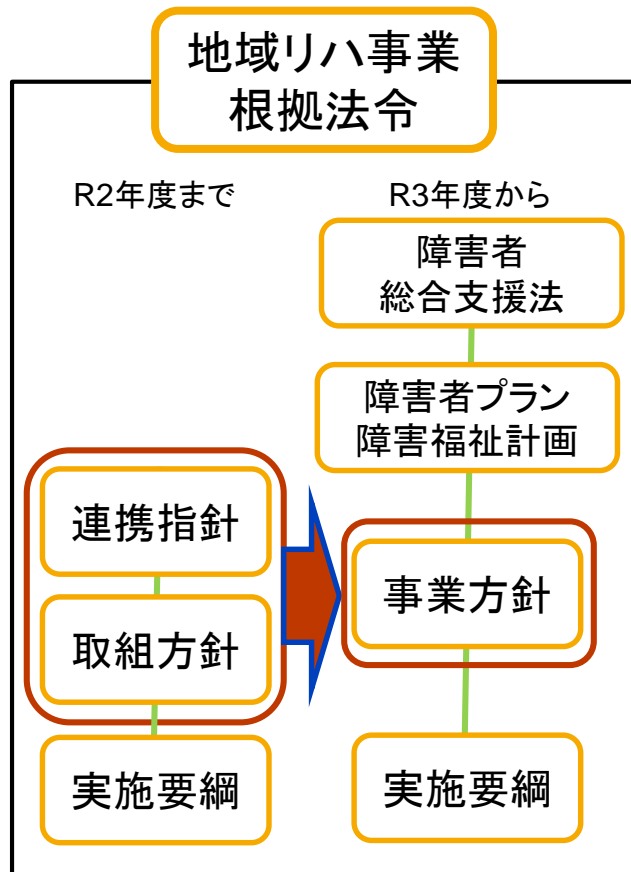 地域リハ事業
根拠法令
R2年度まで
連携指針
取組方針
実施要綱
R3年度から
障害者
総合支援法
障害者プラン
障害福祉計画
事業方針
実施要綱